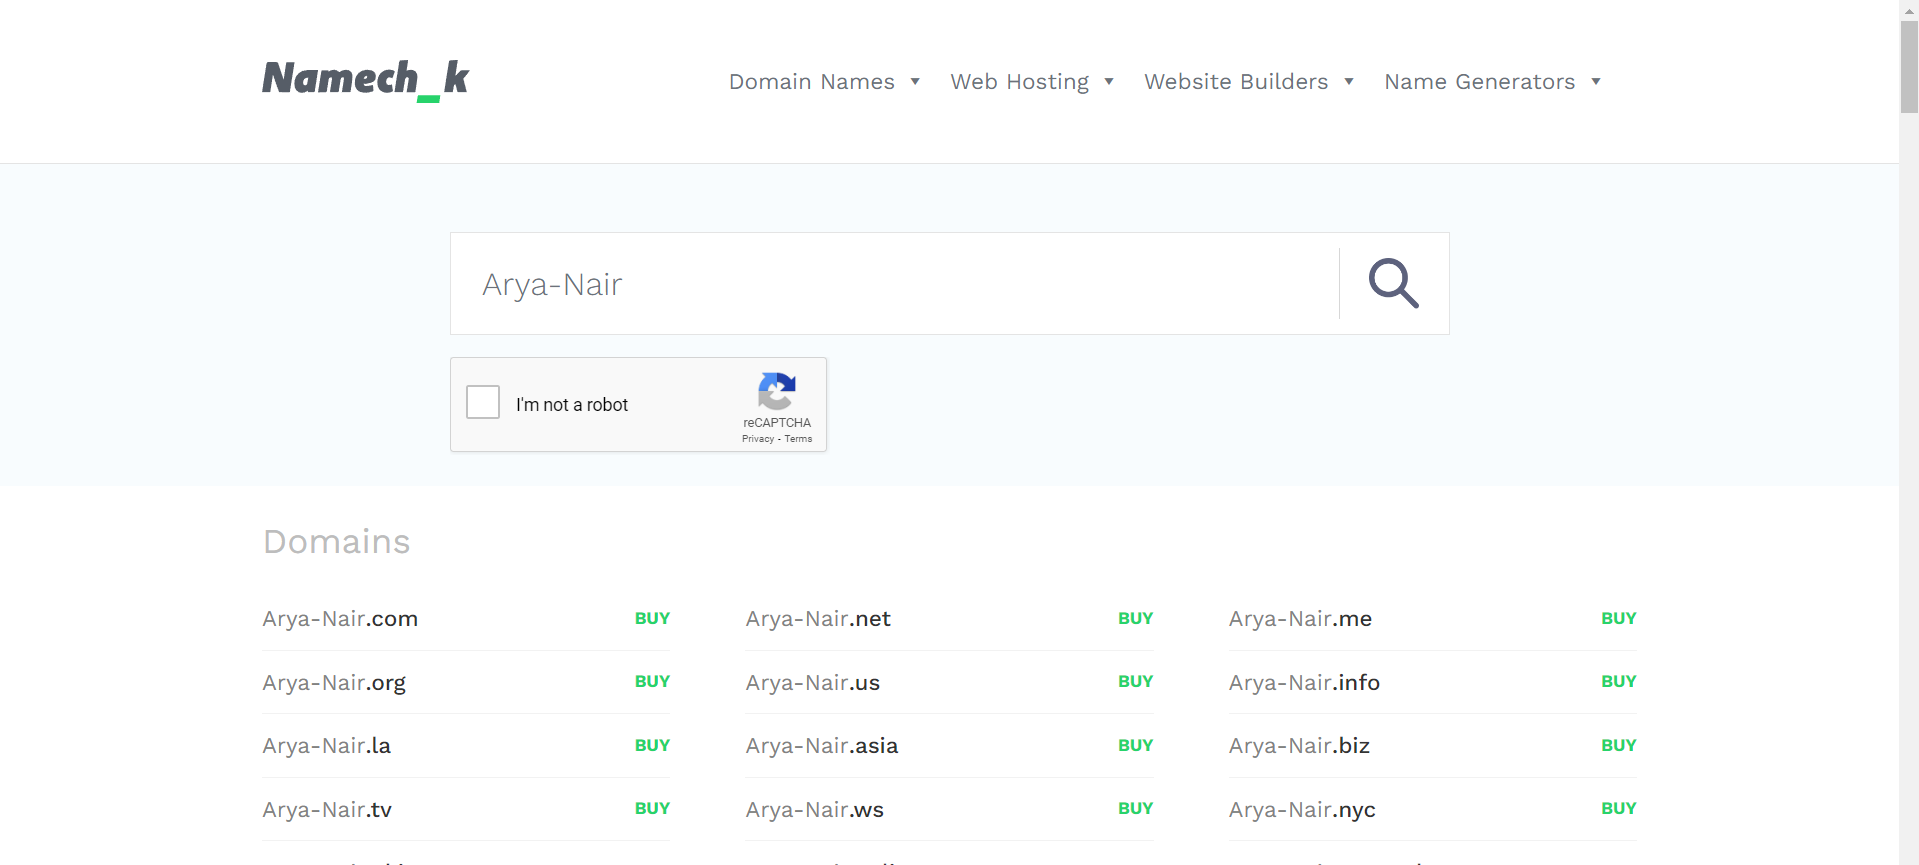 Namech_k
Domain Names ▼ Web Hosting ▼ Website Builders ▼ Name Generators ▼
Arya-Nair
I'm not a robot
reCAPTCHA
Privacy - Terms
Domains
Arya-Nair.com BUY Arya-Nair.net BUY Arya-Nair.me BUY
Arya-Nair.org BUY Arya-Nair.us BUY Arya-Nair.info BUY
Arya-Nair.la BUY Arya-Nair.asia BUY Arya-Nair.biz BUY
Arya-Nair.tv BUY Arya-Nair.ws BUY Arya-Nair.nyc BUY